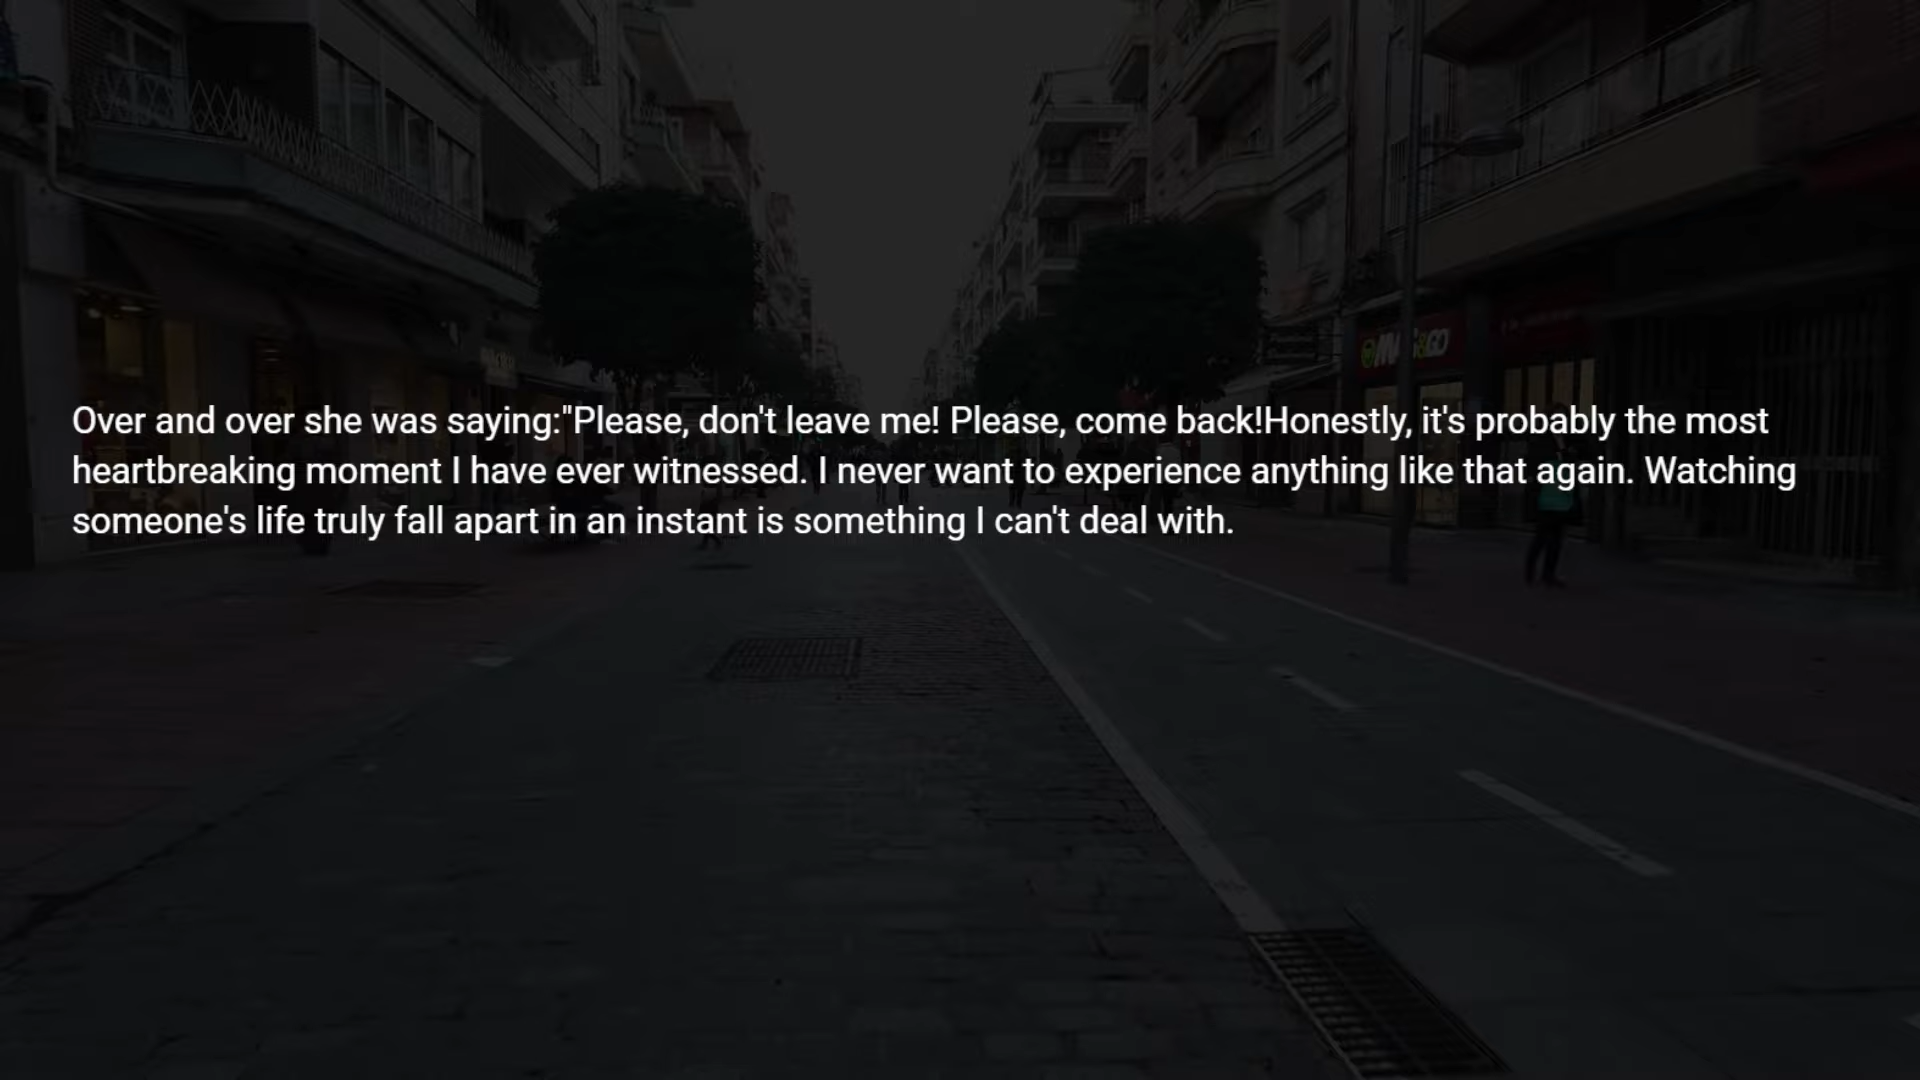 Over and over she was saying:"Please, don't leave me! Please, come back!Honestly, it's probably the most
heartbreaking moment I have ever witnessed. I never want to experience anything like that again. Watching
someone's life truly fall apart in an instant is something I can't deal with.